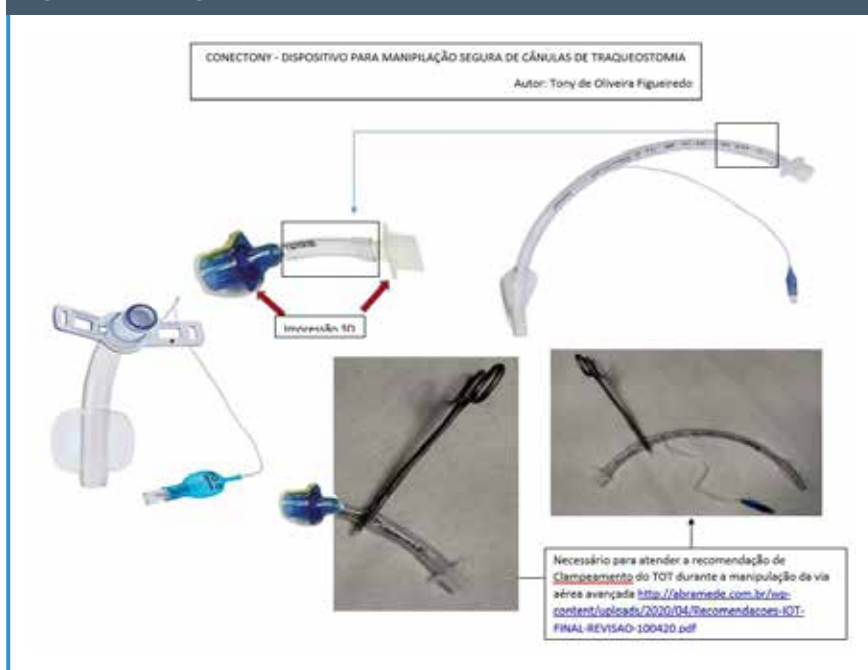 CONECTONY - DISPOSITIVO PARA MANIPILAÇÃO SEGURA DE CÂNULAS DE TRAQUEOSTOMIA
Autor: Tony de Oliveira Figueiredo
Impressão 3D
Necessário para atender a recomendação de
Clampeamento do TOT durante a manipulação da via
aérea avançada http://abramede.com.br/wp-
content/uploads/2020/04/Recomendacoes-IOT-
FINAL-REVISAO-100420.pdf